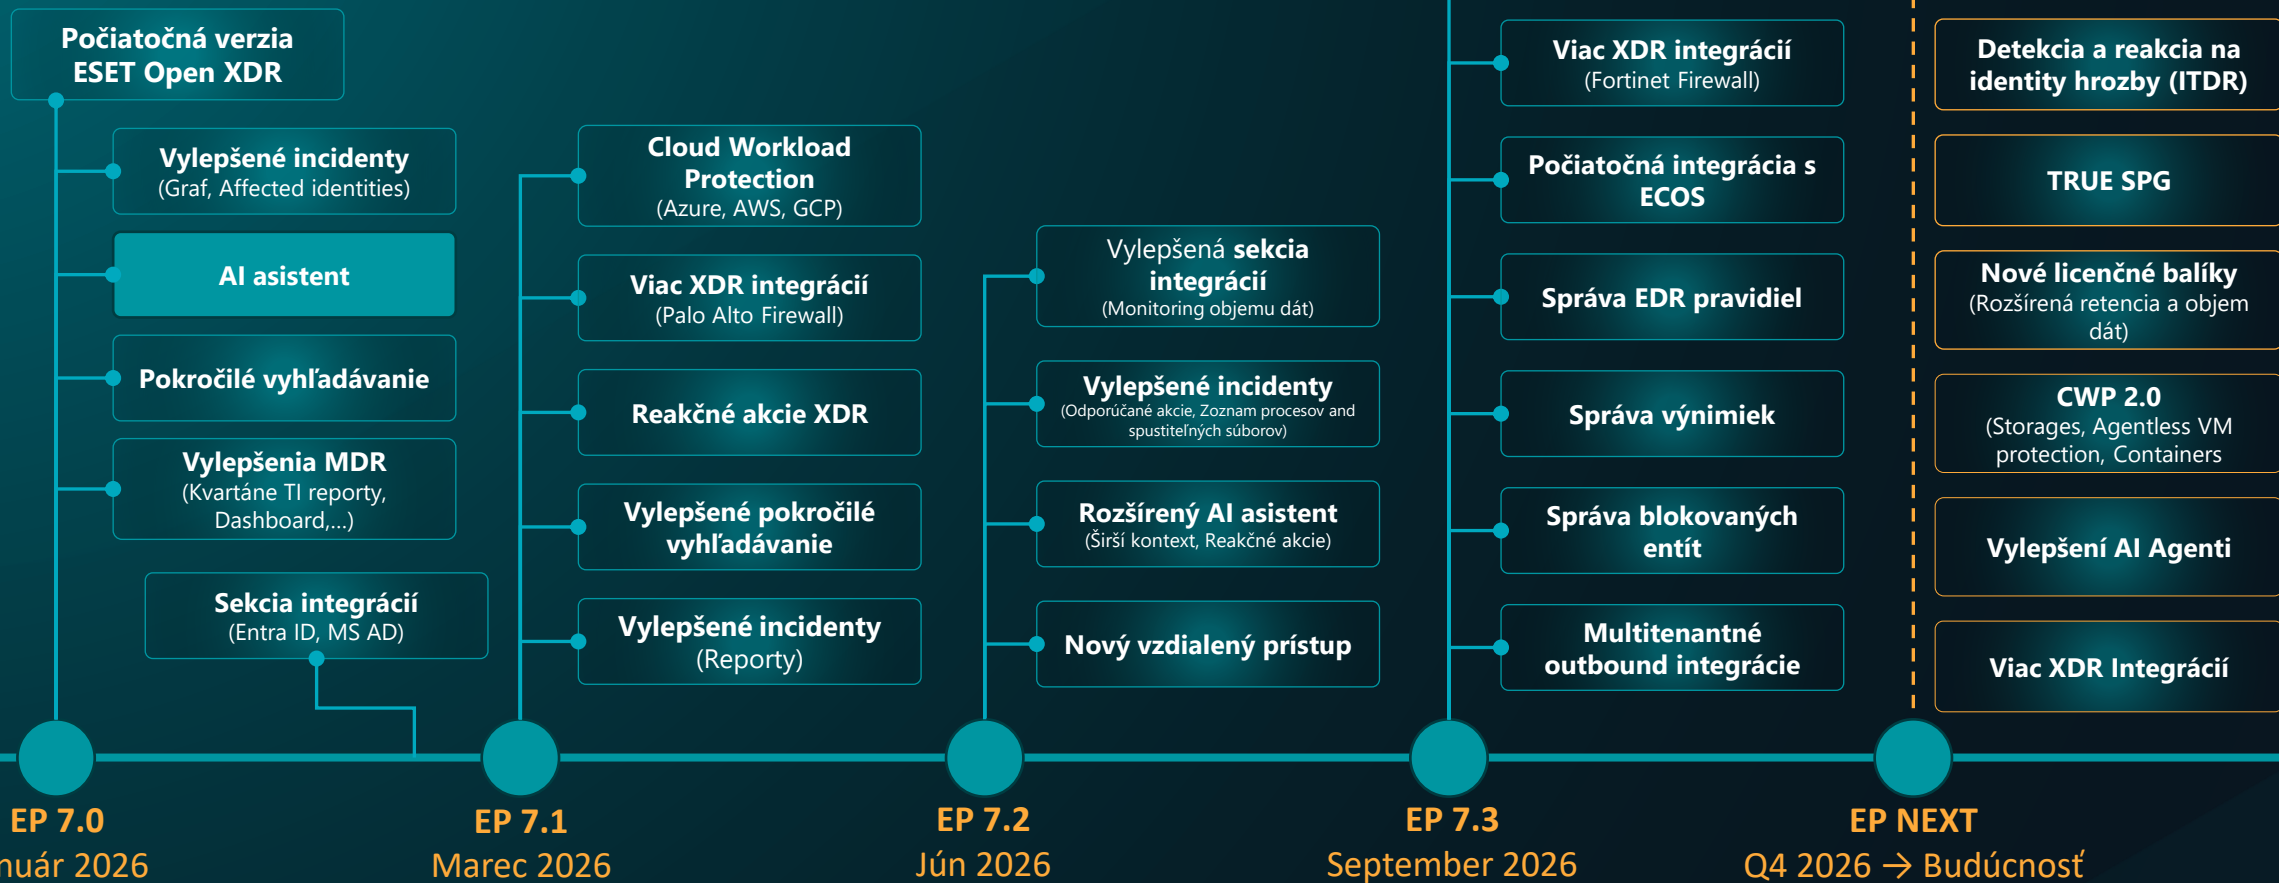 Počiatočná verzia
ESET Open XDR
Vylepšené incidenty
(Graf, Affected identities)
AI asistent
Pokročilé vyhľadávanie
Vylepšenia MDR
(Kvartáne TI reporty,
Dashboard,...)
Sekcia integrácií
(Entra ID, MS AD)
EP 7.0
nuár 2026
Cloud Workload
Protection
(Azure, AWS, GCP)
Viac XDR integrácií
(Palo Alto Firewall)
Reakčné akcie XDR
Vylepšené pokročilé
vyhľadávanie
Vylepšené incidenty
(Reporty)
EP 7.1
Marec 2026
Vylepšená sekcia
integrácií
(Monitoring objemu dát)
Vylepšené incidenty
(Odporúčané akcie, Zoznam procesov and
spustiteľných súborov)
Rozšírený AI asistent
(Širší kontext, Reakčné akcie)
Nový vzdialený prístup
EP 7.2
Jún 2026
Viac XDR integrácií
(Fortinet Firewall)
Počiatočná integrácia s
ECOS
Správa EDR pravidiel
Správa výnimiek
Správa blokovaných
entít
Multitenantné
outbound integrácie
EP 7.3
September 2026
Detekcia a reakcia na
identity hrozby (ITDR)
TRUE SPG
Nové licenčné balíky
(Rozšírená retencia a objem
dát)
CWP 2.0
(Storages, Agentless VM
protection, Containers
Vylepšení AI Agenti
Viac XDR Integrácií
EP NEXT
Q4 2026 → Budúcnosť